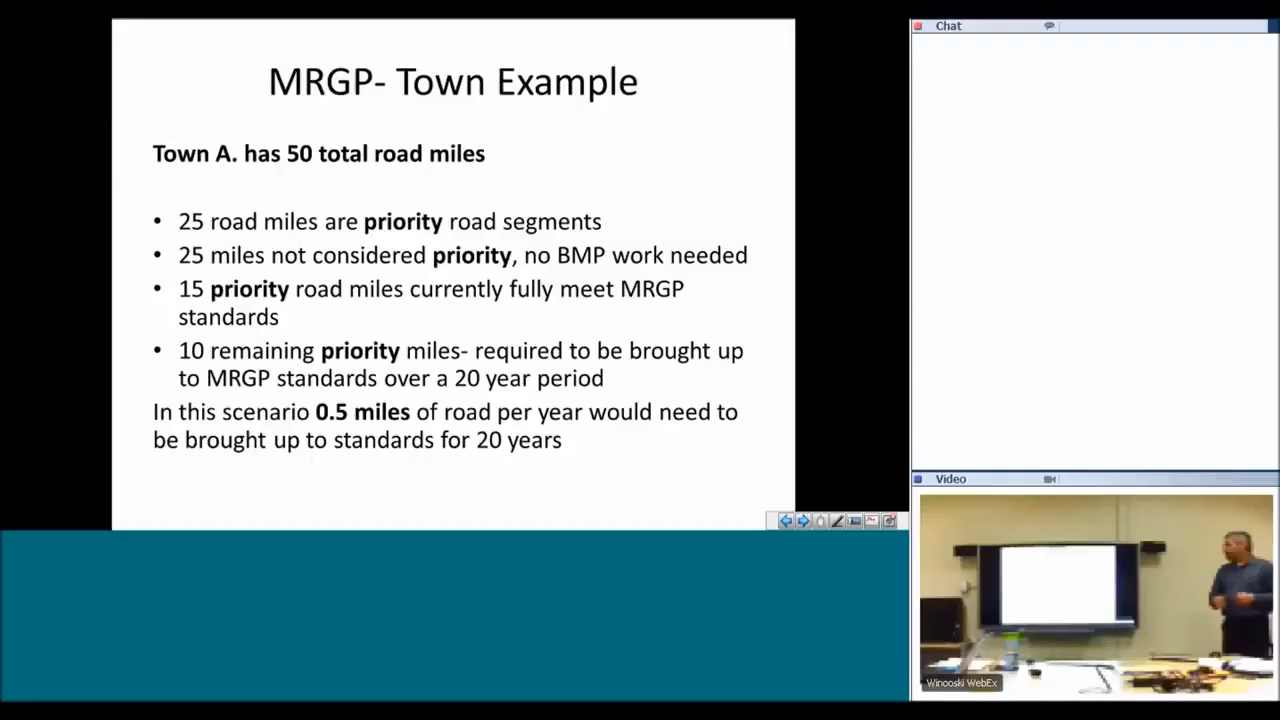 MRGP- Town Example
Town A. has 50 total road miles
• 25 road miles are priority road segments
• 25 miles not considered priority, no BMP work needed
• 15 priority road miles currently fully meet MRGP
standards
• 10 remaining priority miles- required to be brought up
to MRGP standards over a 20 year period
In this scenario 0.5 miles of road per year would need to
be brought up to standards for 20 years
Chat
Video
Winooski WebEx